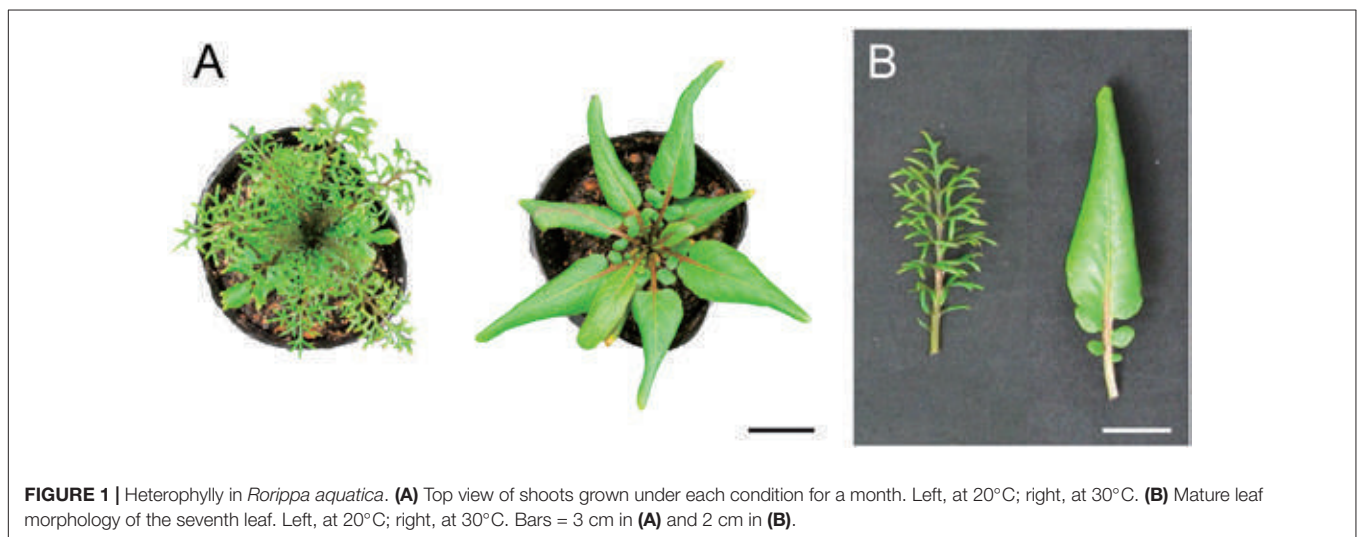 A
B
FIGURE 1 | Heterophylly in Rorippa aquatica. (A) Top view of shoots grown under each condition for a month. Left, at 20°C; right, at 30°C. (B) Mature leaf
morphology of the seventh leaf. Left, at 20°C; right, at 30°C. Bars = 3 cm in (A) and 2 cm in (B).